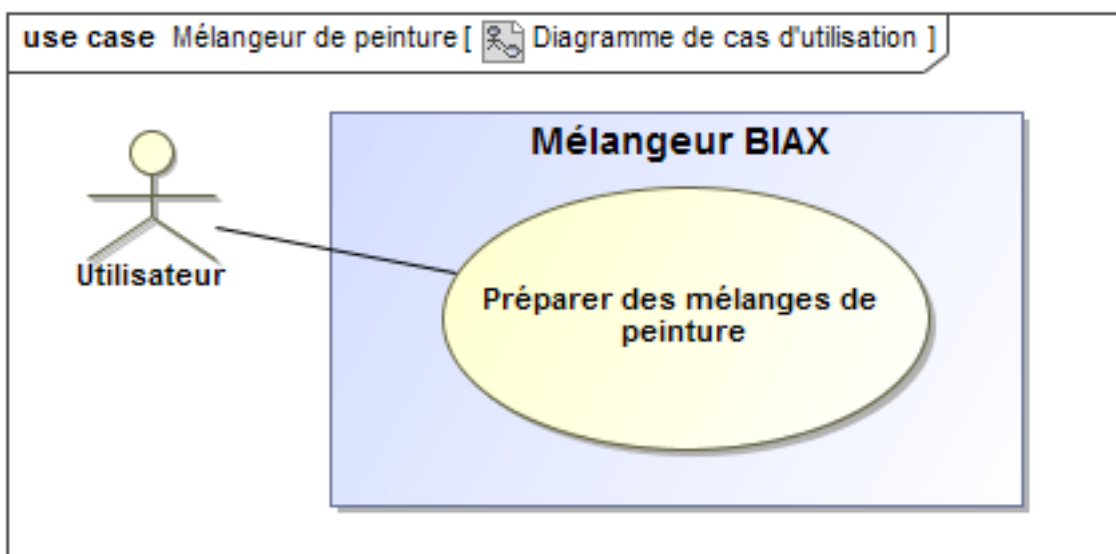 use case Mélangeur de peinture [ Diagramme de cas d'utilisation ]
Mélangeur BIAX
Utilisateur
Préparer des mélanges de
peinture